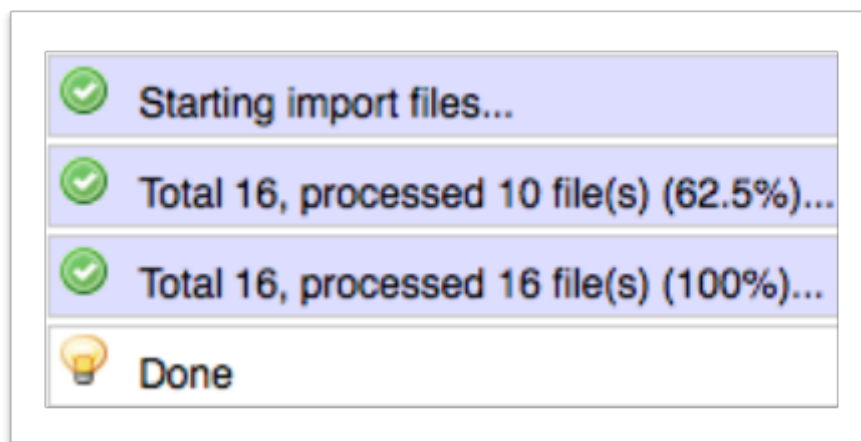 Starting import files...
Total 16, processed 10 file(s) (62.5%)...
Total 16, processed 16 file(s) (100%)...
Done